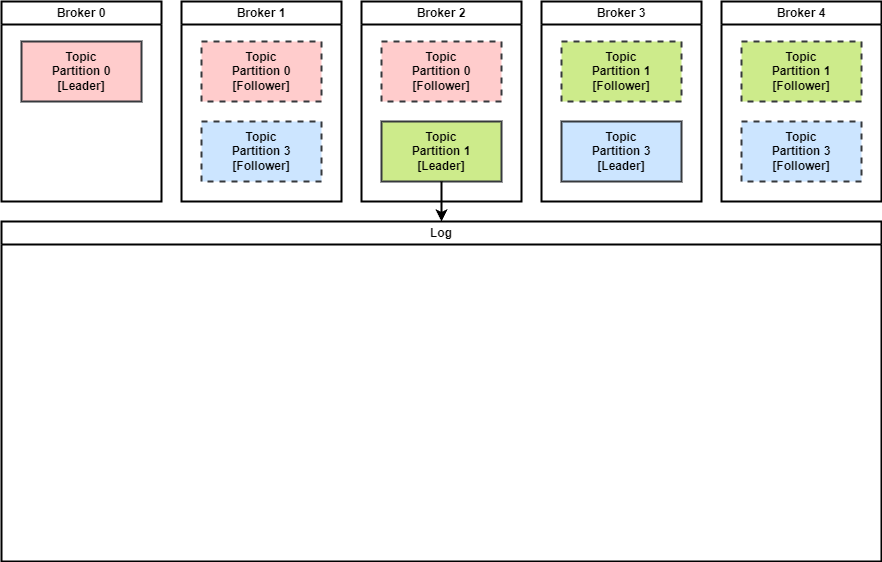 Broker 0
Topic
Partition 0
[Leader]
Broker 1
Topic
Partition 0
[Follower]
Topic
Partition 3
[Follower]
Broker 2
Topic
Partition 0
[Follower]
Topic
Partition 1
[Leader]
Broker 3
Topic
Partition 1
[Follower]
Topic
Partition 3
[Leader]
Broker 4
Topic
Partition 1
[Follower]
Topic
Partition 3
[Follower]
Log